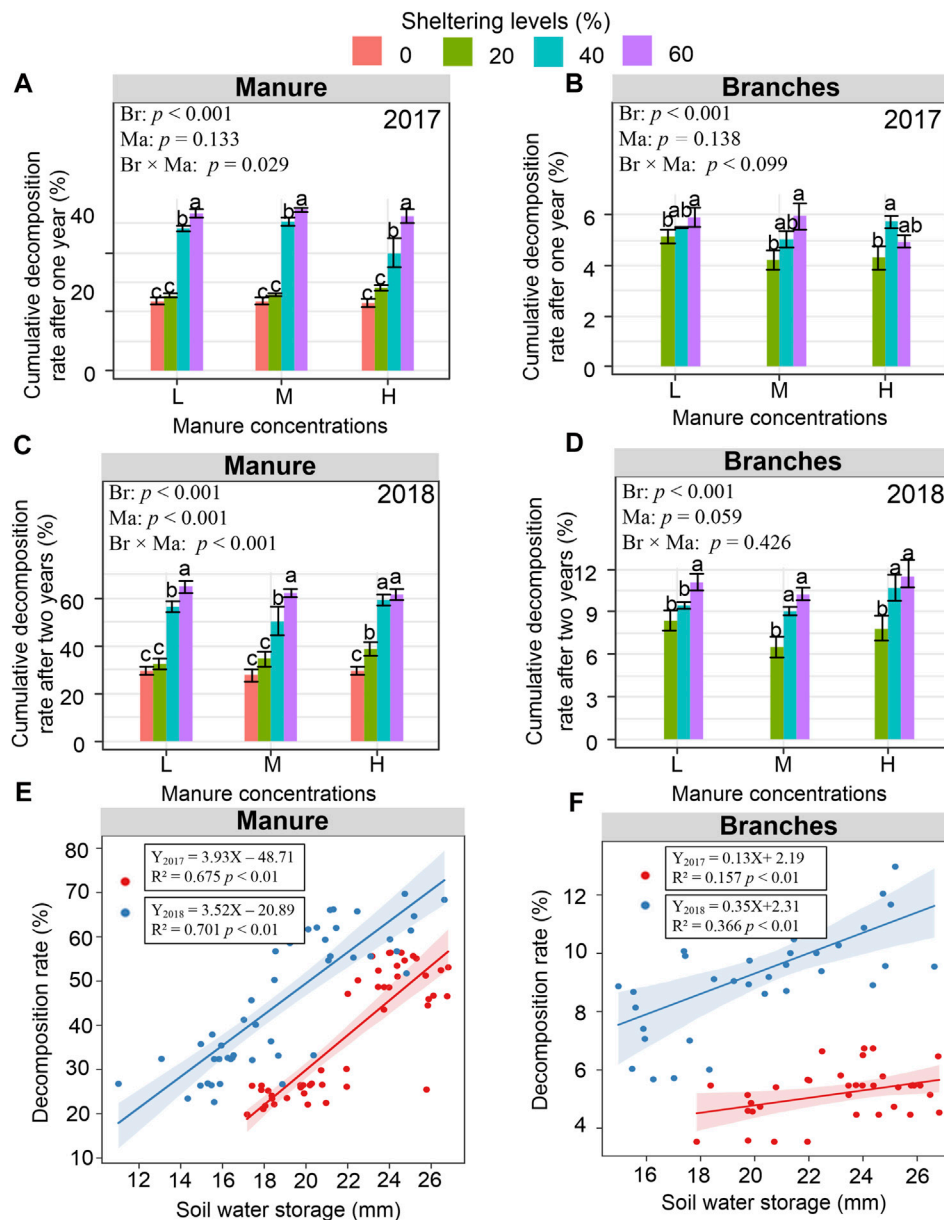 Sheltering levels (%)
0 20 40 60
A
Manure
Br: p < 0.001
2017
Ma: p = 0.133
Br × Ma: p = 0.029
Cumulative decomposition
rate after one year (%)
40
20
0
c c b a
c c b a
c c b a
L M H
Manure concentrations
B
Branches
Br: p < 0.001
2017
Ma: p = 0.138
Br × Ma: p < 0.099
Cumulative decomposition
rate after one year (%)
6
4
2
0
b ab a
b ab a
b a ab
L M H
Manure concentrations
C
Manure
Br: p < 0.001
2018
Ma: p < 0.001
Br × Ma: p < 0.001
Cumulative decomposition
rate after two years (%)
60
40
20
0
c c b a
c c b a
c b a a
L M H
Manure concentrations
D
Branches
Br: p < 0.001
2018
Ma: p = 0.059
Br × Ma: p = 0.426
Cumulative decomposition
rate after two years (%)
12
9
6
3
0
b b a
b a a
b a a
L M H
Manure concentrations
E
Manure
Y2017 = 3.93X – 48.71
R² = 0.675 p < 0.01
Y2018 = 3.52X – 20.89
R² = 0.701 p < 0.01
Decomposition rate (%)
80
70
60
50
40
30
20
10
12 14 16 18 20 22 24 26
Soil water storage (mm)
F
Branches
Y2017 = 0.13X+ 2.19
R² = 0.157 p < 0.01
Y2018 = 0.35X+2.31
R² = 0.366 p < 0.01
Decomposition rate (%)
12
10
8
6
4
16 18 20 22 24 26
Soil water storage (mm)